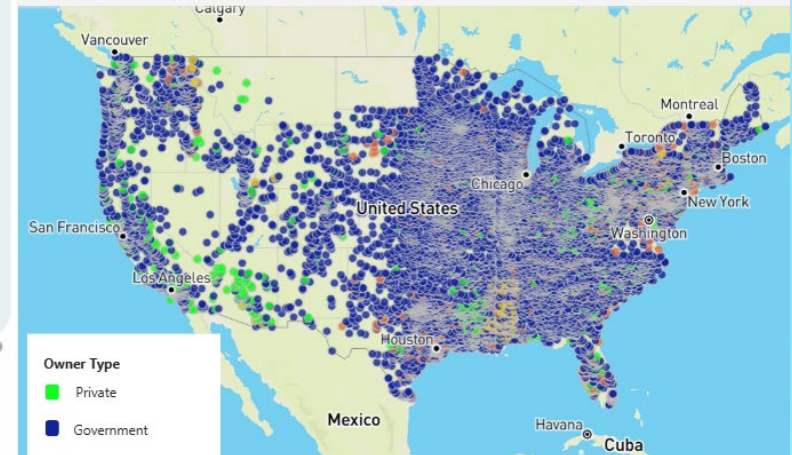 Calgary
Vancouver
Montreal
Toronto
Boston
Chicago
New York
United States
Washington
San Francisco
Los Angeles
Houston
Owner Type
Private
Mexico
Government
Havana
Cuba